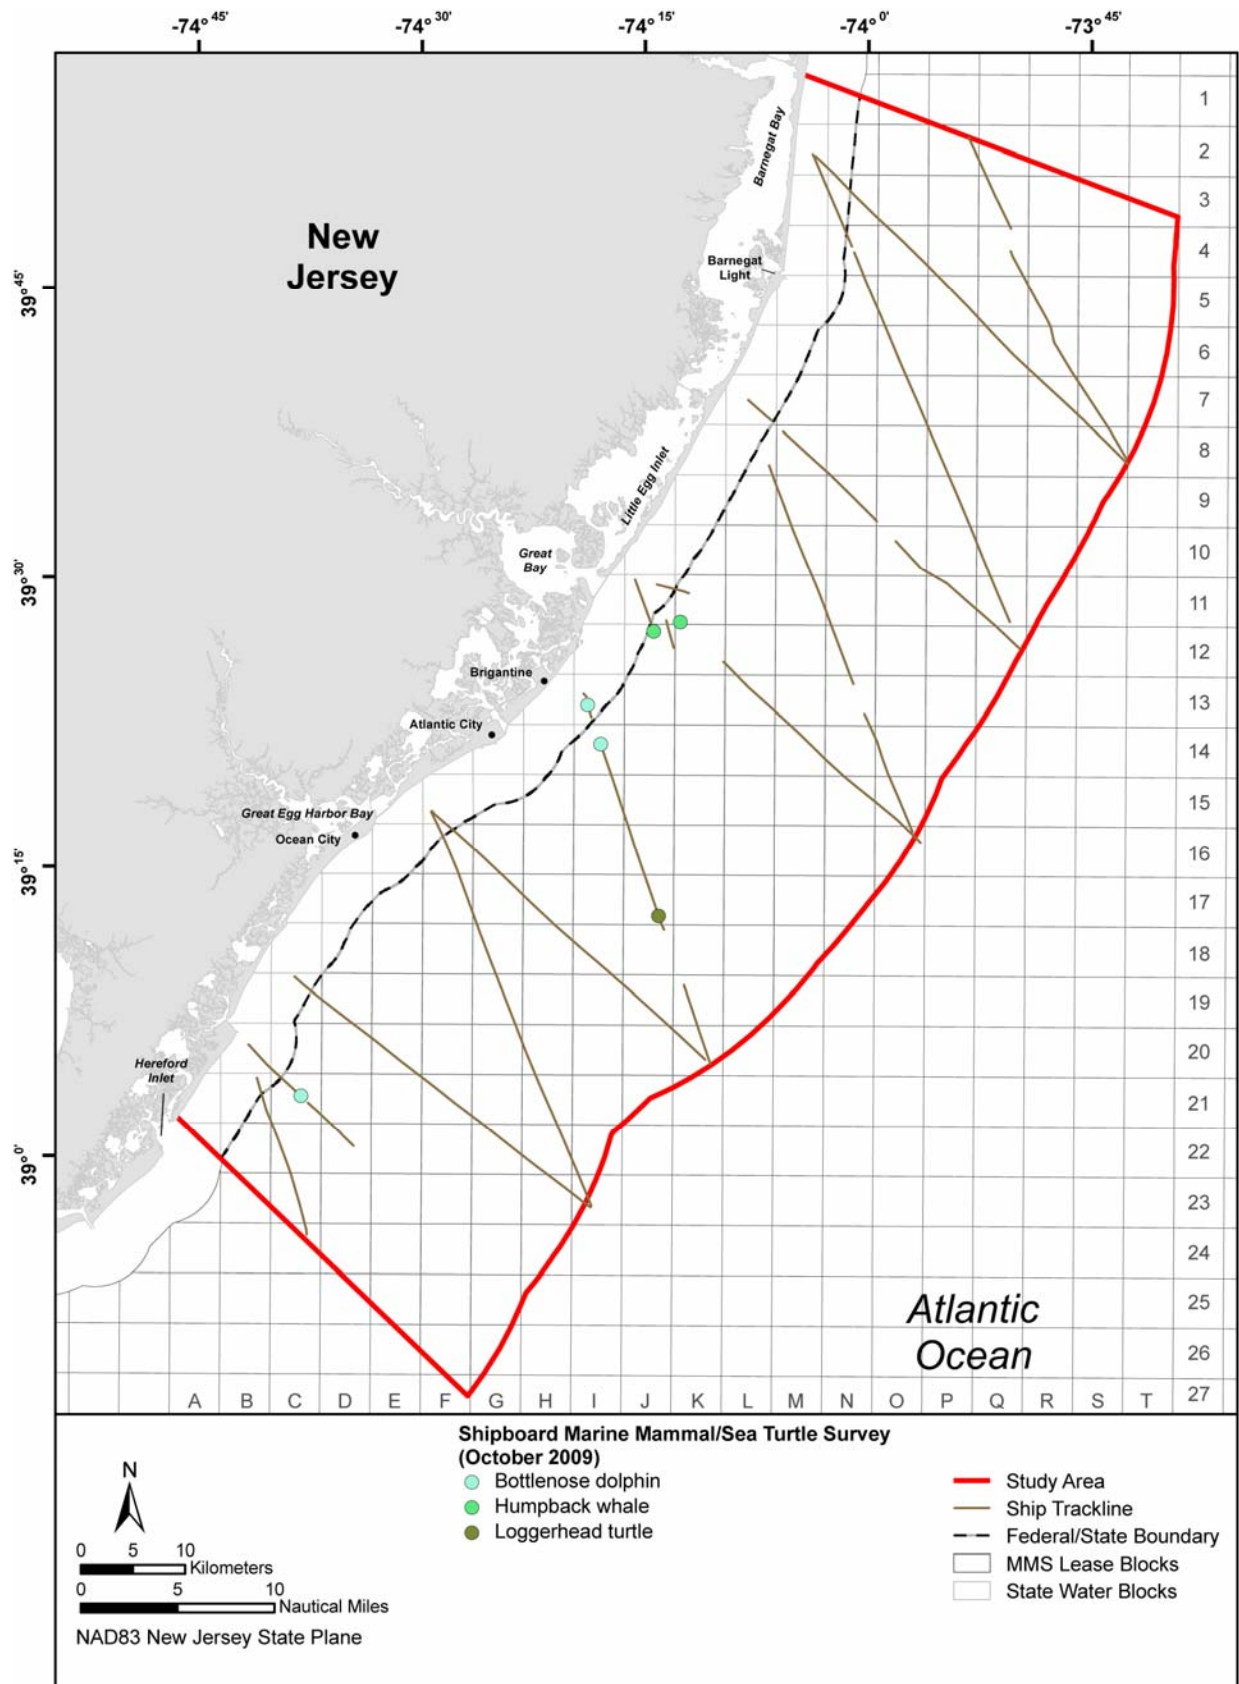 -74° 45'
-74° 30'
-74° 15'
-74° 0'
-73° 45'
1
2
Barnegat Bay
3
New
Jersey
4
Barnegat
Light
39° 45'
5
6
7
8
Little Egg Inlet
9
Great
Bay
10
39° 30'
11
12
Brigantine
13
Atlantic City
14
15
Great Egg Harbor Bay
Ocean City
16
39° 15'
17
18
19
20
Hereford
Inlet
21
22
39° 0'
23
24
25
Atlantic
Ocean
26
A B C D E F G H I J K L M N O P Q R S T
27
Shipboard Marine Mammal/Sea Turtle Survey
(October 2009)
Bottlenose dolphin
Humpback whale
Loggerhead turtle
Study Area
Ship Trackline
Federal/State Boundary
MMS Lease Blocks
State Water Blocks
N
0 5 10
Kilometers
0 5 10
Nautical Miles
NAD83 New Jersey State Plane